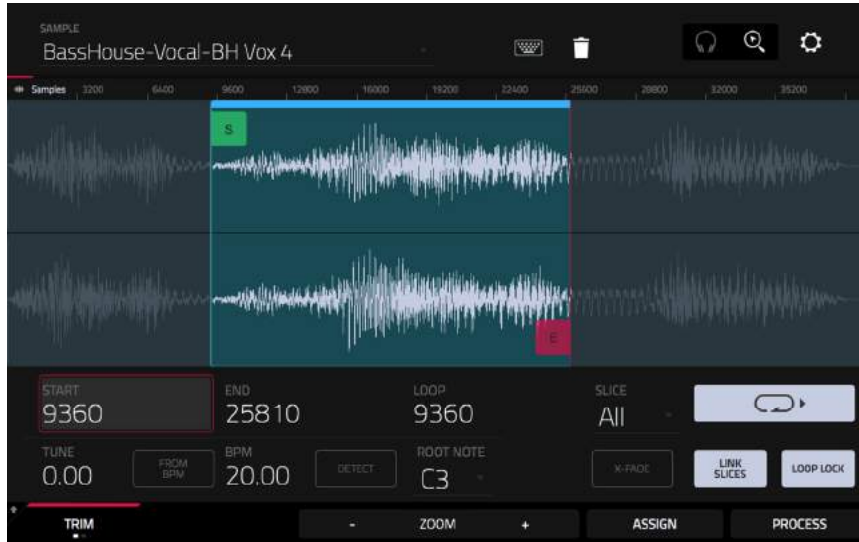 SAMPLE
BassHouse-Vocal-BH Vox 4
Samples 3200 6400 9600 12800 16000 19200 22400 25600 28800 32000 35200
S
E
START END LOOP SLICE
9360 25810 9360 All
TUNE FROM BPM BPM DETECT ROOT NOTE X-FADE LINK SLICES LOOP LOCK
0.00 20.00 C3
TRIM - ZOOM + ASSIGN PROCESS